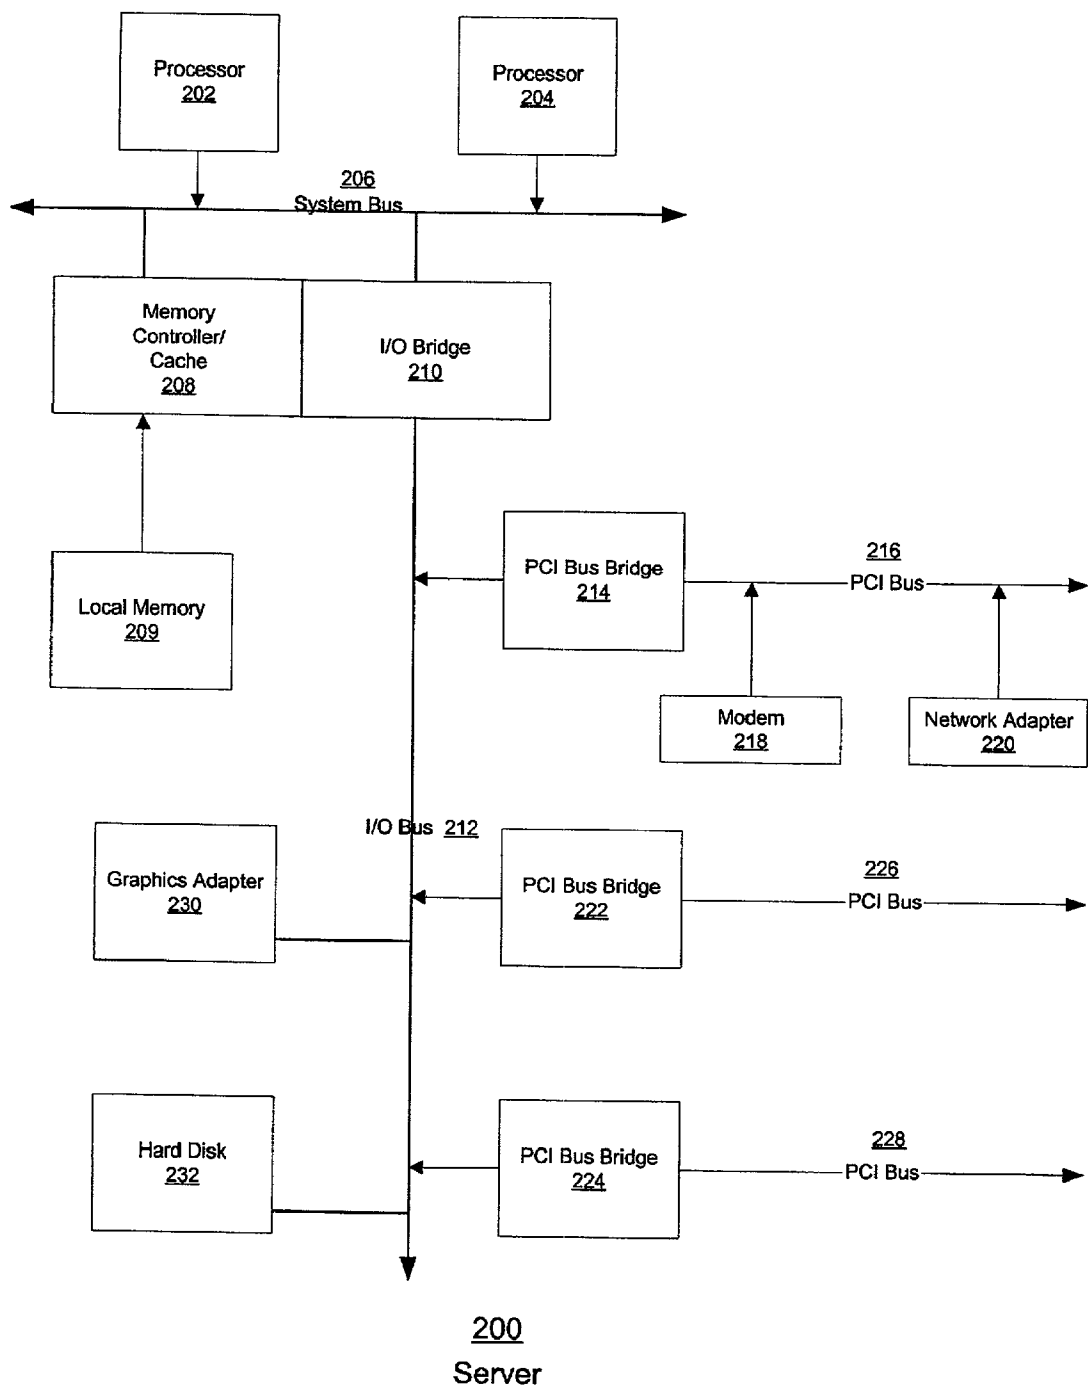 Processor
202
Processor
204
206
System Bus
Memory
Controller/
Cache
208
I/O Bridge
210
Local Memory
209
PCI Bus Bridge
214
216
PCI Bus
Modem
218
Network Adapter
220
I/O Bus 212
Graphics Adapter
230
PCI Bus Bridge
222
226
PCI Bus
Hard Disk
232
PCI Bus Bridge
224
228
PCI Bus
200
Server